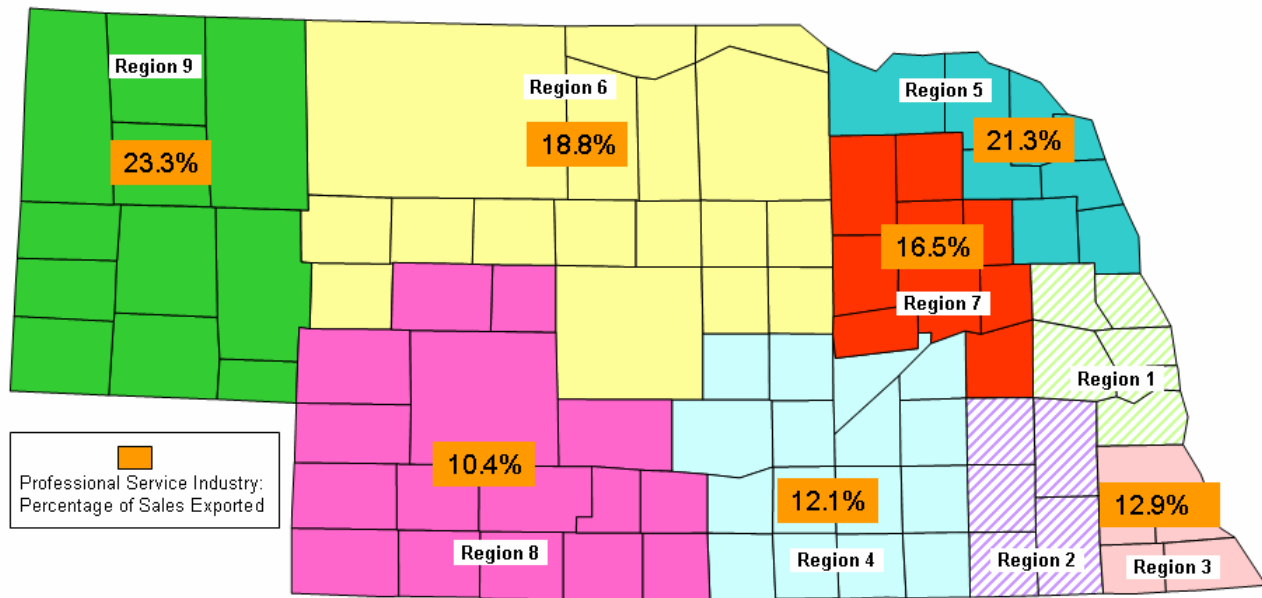 Region 9
23.3%
Region 6
18.8%
Region 5
21.3%
16.5%
Region 7
Region 1
10.4%
Region 8
12.1%
Region 4
Region 2
12.9%
Region 3
Professional Service Industry:
Percentage of Sales Exported